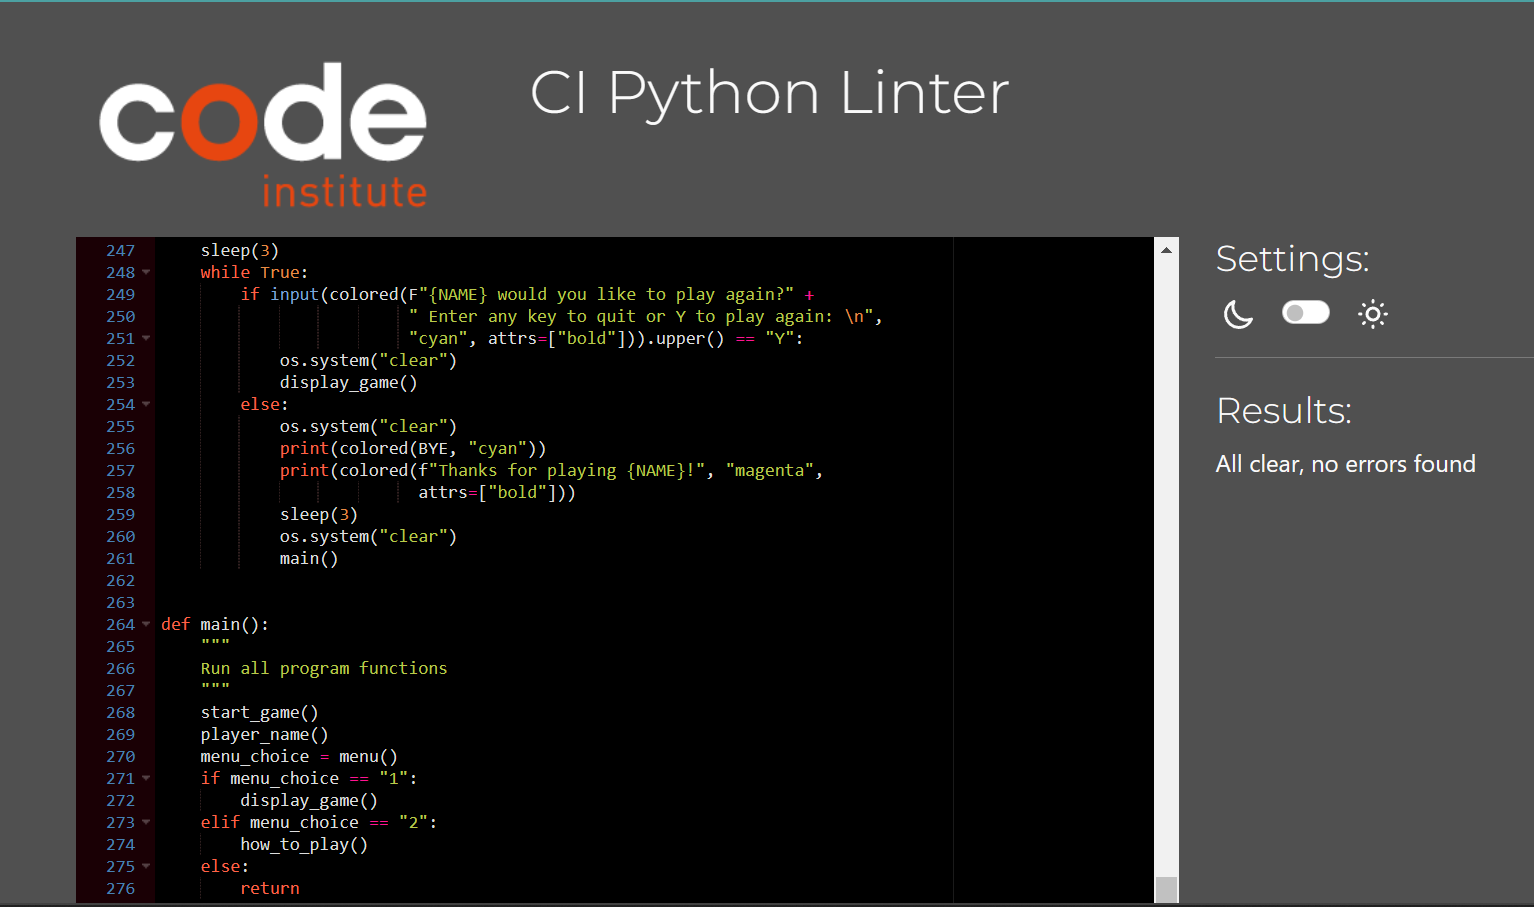 code
institute
CI Python Linter
247 sleep(3)
248 while True:
249 if input(colored(F"{NAME} would you like to play again?" +
250 " Enter any key to quit or Y to play again: \n",
251 "cyan", attrs=["bold"])).upper() == "Y":
252 os.system("clear")
253 display_game()
254 else:
255 os.system("clear")
256 print(colored(BYE, "cyan"))
257 print(colored(f"Thanks for playing {NAME}!", "magenta",
258 attrs=["bold"]))
259 sleep(3)
260 os.system("clear")
261 main()
262
263
264 def main():
265 """
266 Run all program functions
267 """
268 start_game()
269 player_name()
270 menu_choice = menu()
271 if menu_choice == "1":
272 display_game()
273 elif menu_choice == "2":
274 how_to_play()
275 else:
276 return
Settings:
Results:
All clear, no errors found